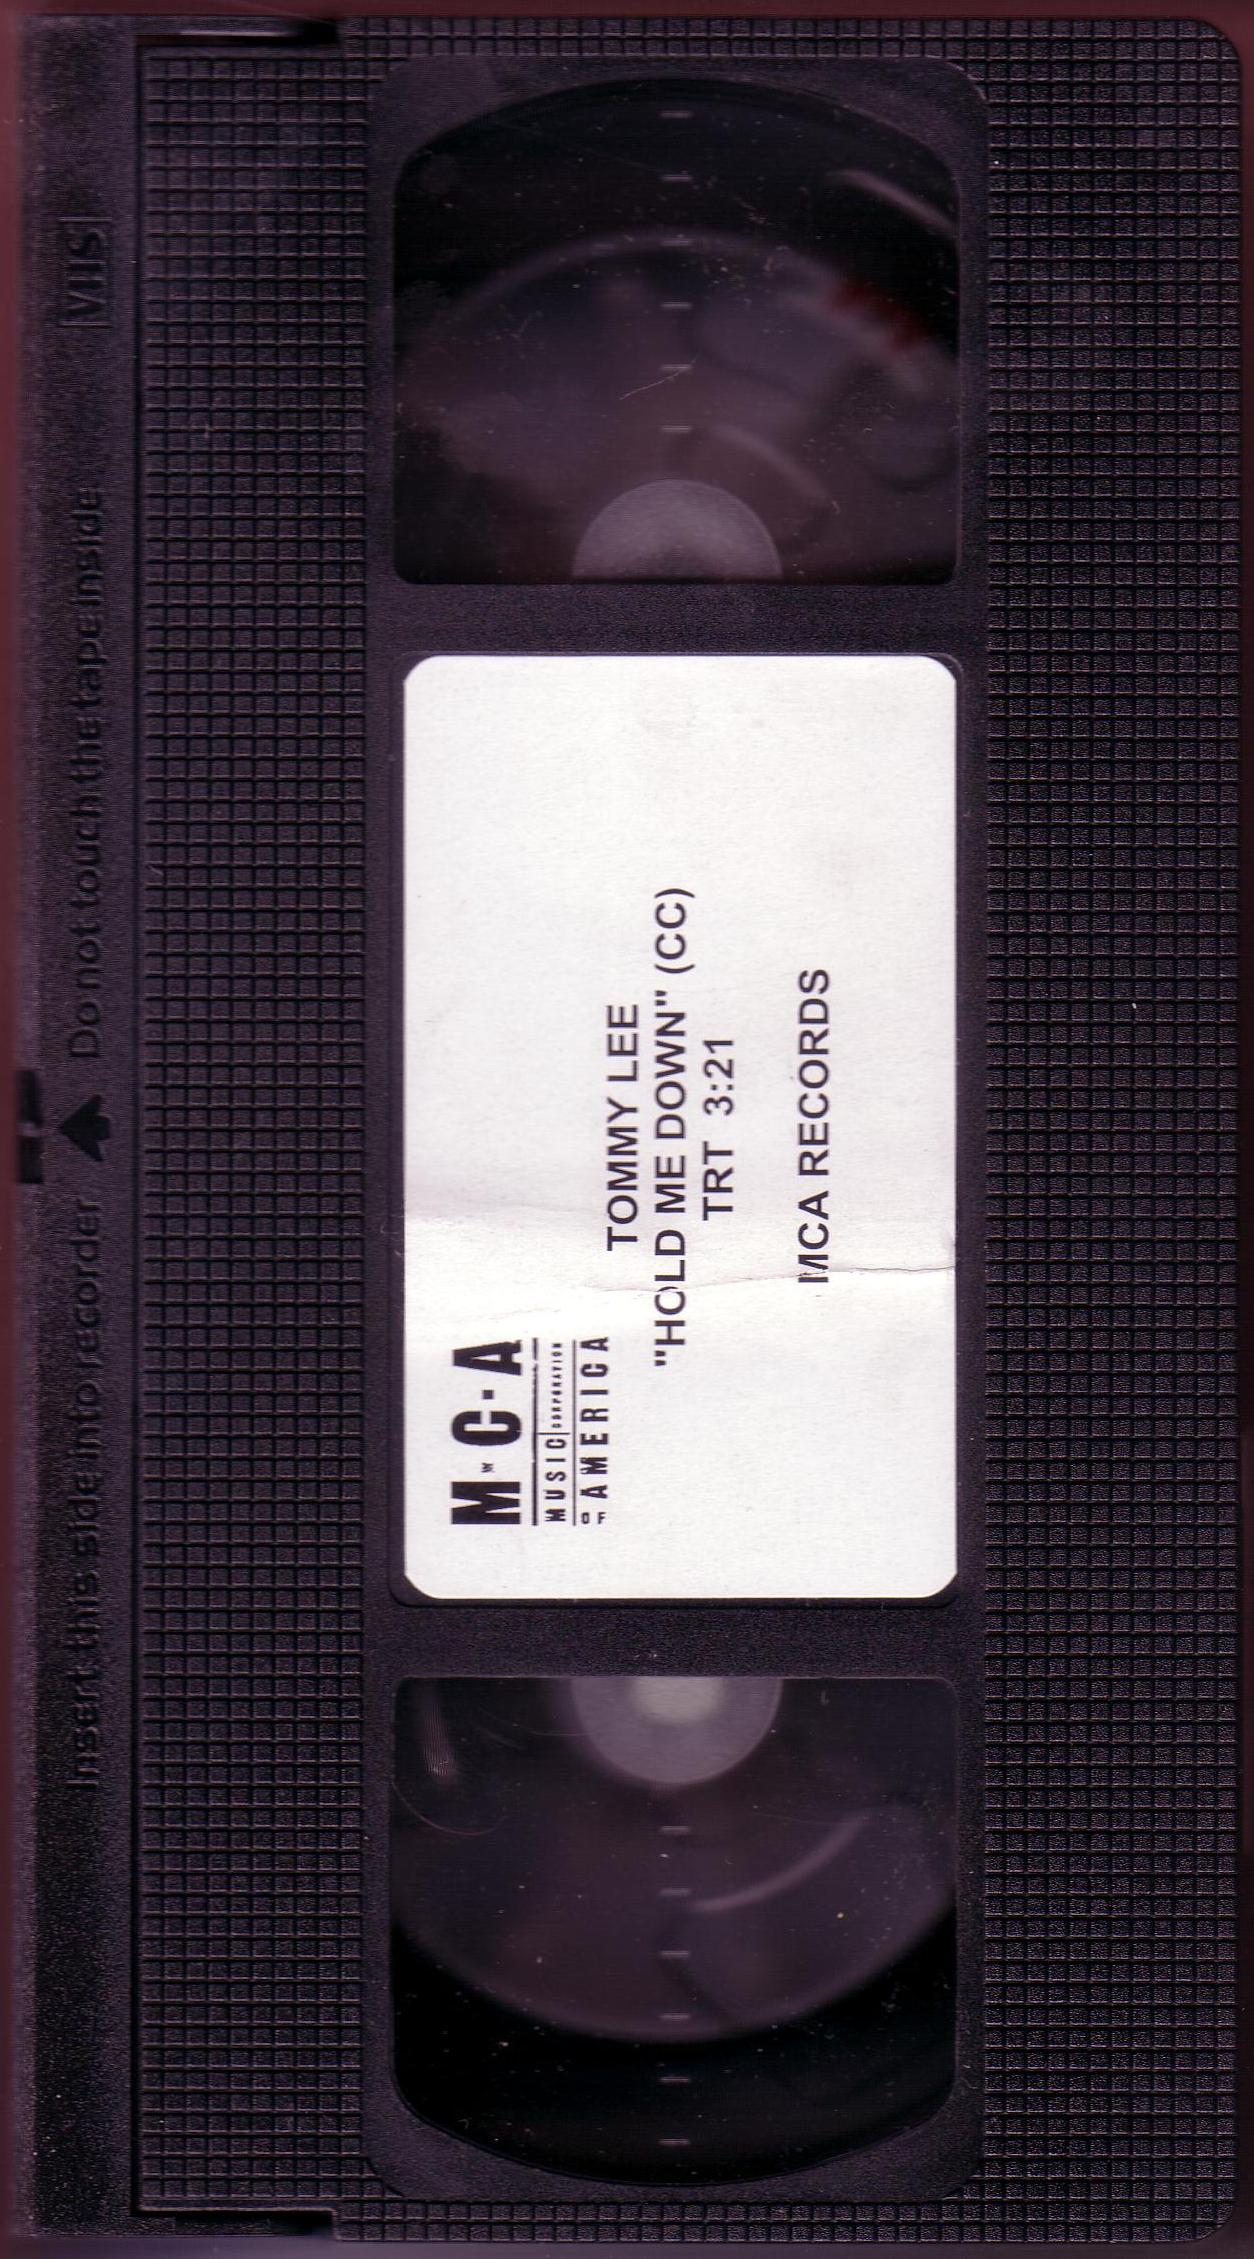 Insert this side into recorder Do not touch the tape inside VHS
M·C·A
MUSIC CORPORATION
OF AMERICA
TOMMY LEE
"HOLD ME DOWN" (CC)
TRT 3:21
MCA RECORDS